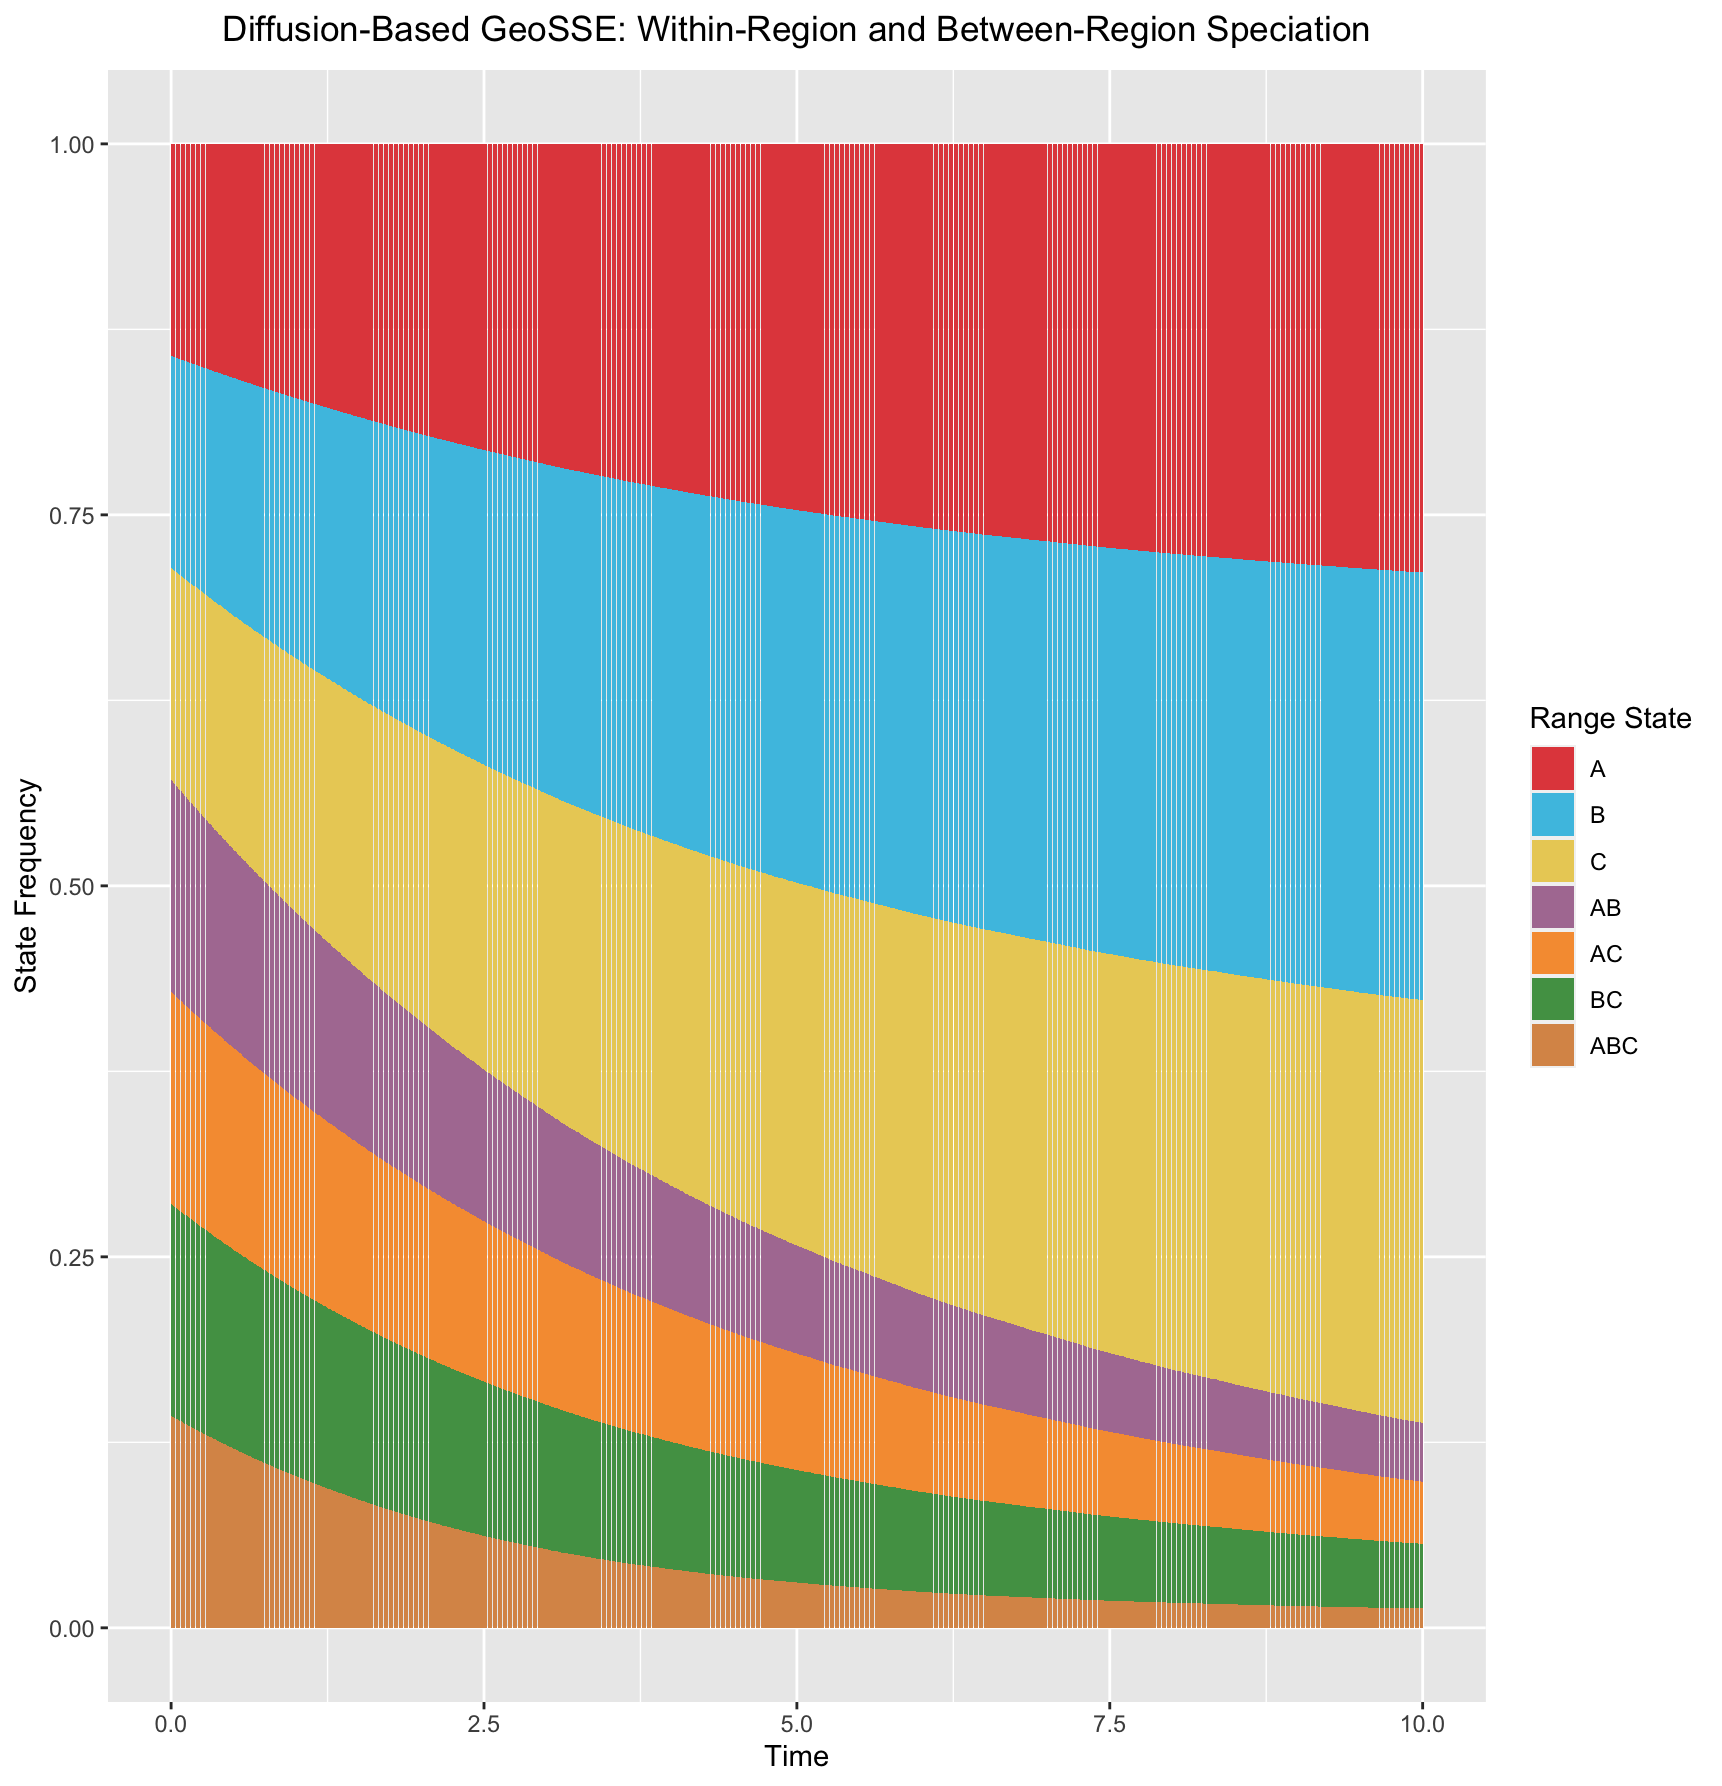 Diffusion-Based GeoSSE: Within-Region and Between-Region Speciation
State Frequency
1.00
0.75
0.50
0.25
0.00
0.0
2.5
5.0
7.5
10.0
Time
Range State
A
B
C
AB
AC
BC
ABC